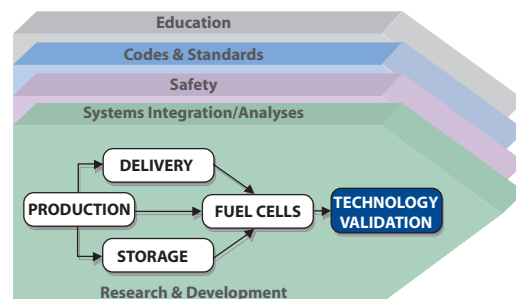 Education
Codes & Standards
Safety
Systems Integration/Analyses
DELIVERY
PRODUCTION
FUEL CELLS
TECHNOLOGY
VALIDATION
STORAGE
Research & Development